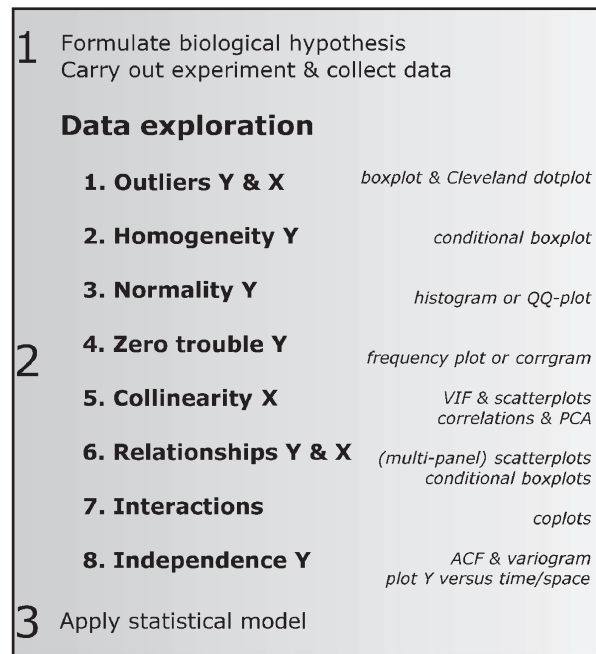 1 Formulate biological hypothesis
Carry out experiment & collect data
Data exploration
1. Outliers Y & X boxplot & Cleveland dotplot
2. Homogeneity Y conditional boxplot
3. Normality Y histogram or QQ-plot
2
4. Zero trouble Y frequency plot or corrgram
5. Collinearity X VIF & scatterplots
correlations & PCA
6. Relationships Y & X (multi-panel) scatterplots
conditional boxplots
7. Interactions coplots
8. Independence Y ACF & variogram
plot Y versus time/space
3 Apply statistical model